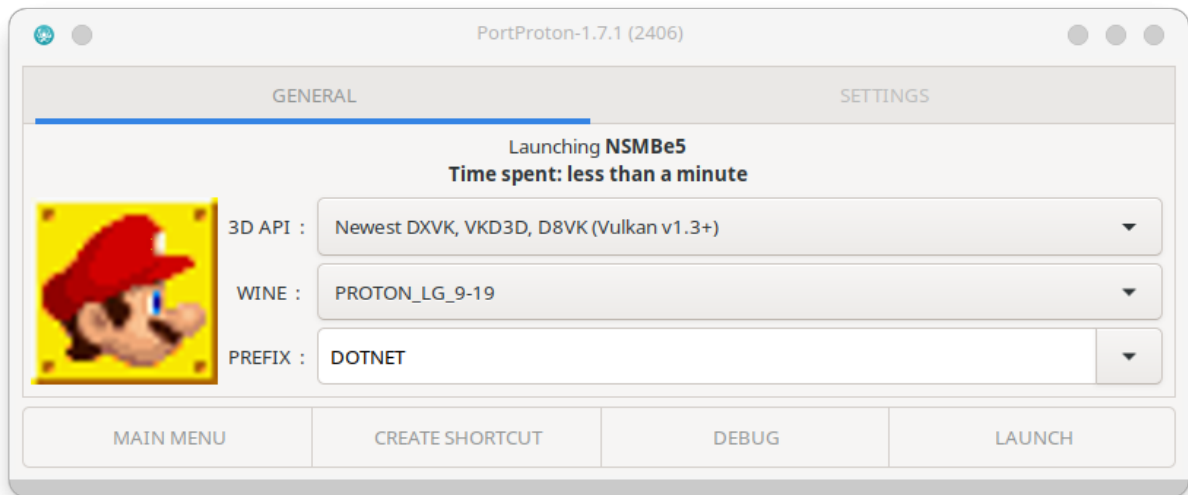 PortProton-1.7.1 (2406)
GENERAL
SETTINGS
Launching NSMBe5
Time spent: less than a minute
3D API :
Newest DXVK, VKD3D, D8VK (Vulkan v1.3+)
WINE :
PROTON_LG_9-19
PREFIX :
DOTNET
MAIN MENU
CREATE SHORTCUT
DEBUG
LAUNCH